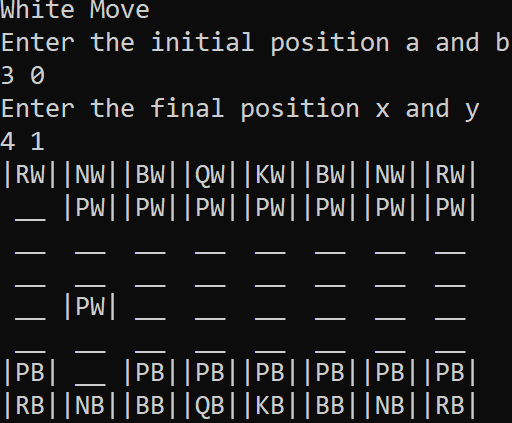 White Move
Enter the initial position a and b
3 0
Enter the final position x and y
4 1
|RW||NW||BW||QW||KW||BW||NW||RW|
 __ |PW||PW||PW||PW||PW||PW||PW|
 __  __  __  __  __  __  __  __
 __  __  __  __  __  __  __  __
 __ |PW| __  __  __  __  __  __
 __  __  __  __  __  __  __  __
|PB| __ |PB||PB||PB||PB||PB||PB|
|RB||NB||BB||QB||KB||BB||NB||RB|